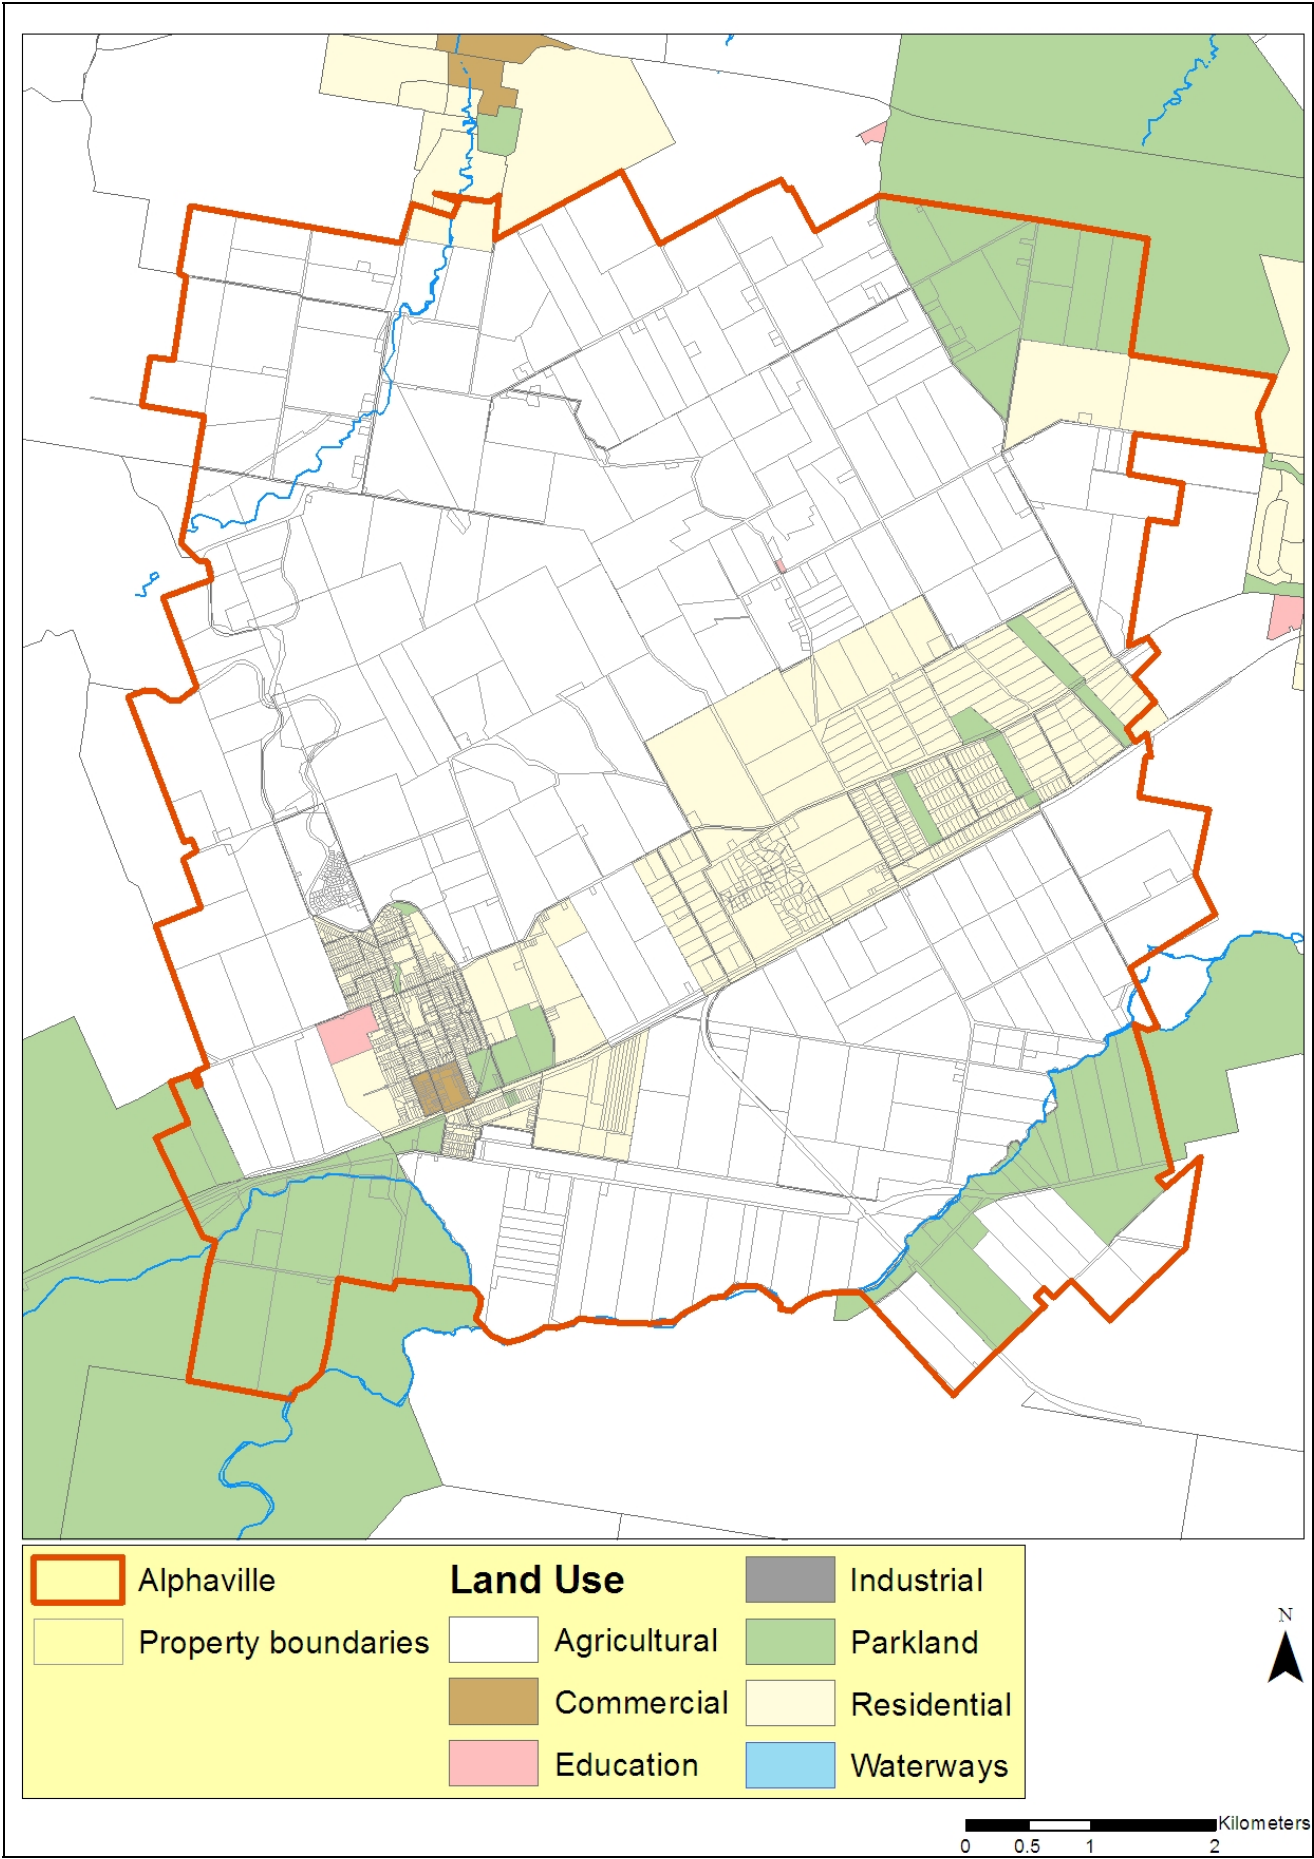 Alphaville
Property boundaries
Land Use
Agricultural
Commercial
Education
Industrial
Parkland
Residential
Waterways
N
Kilometers
0 0.5 1 2